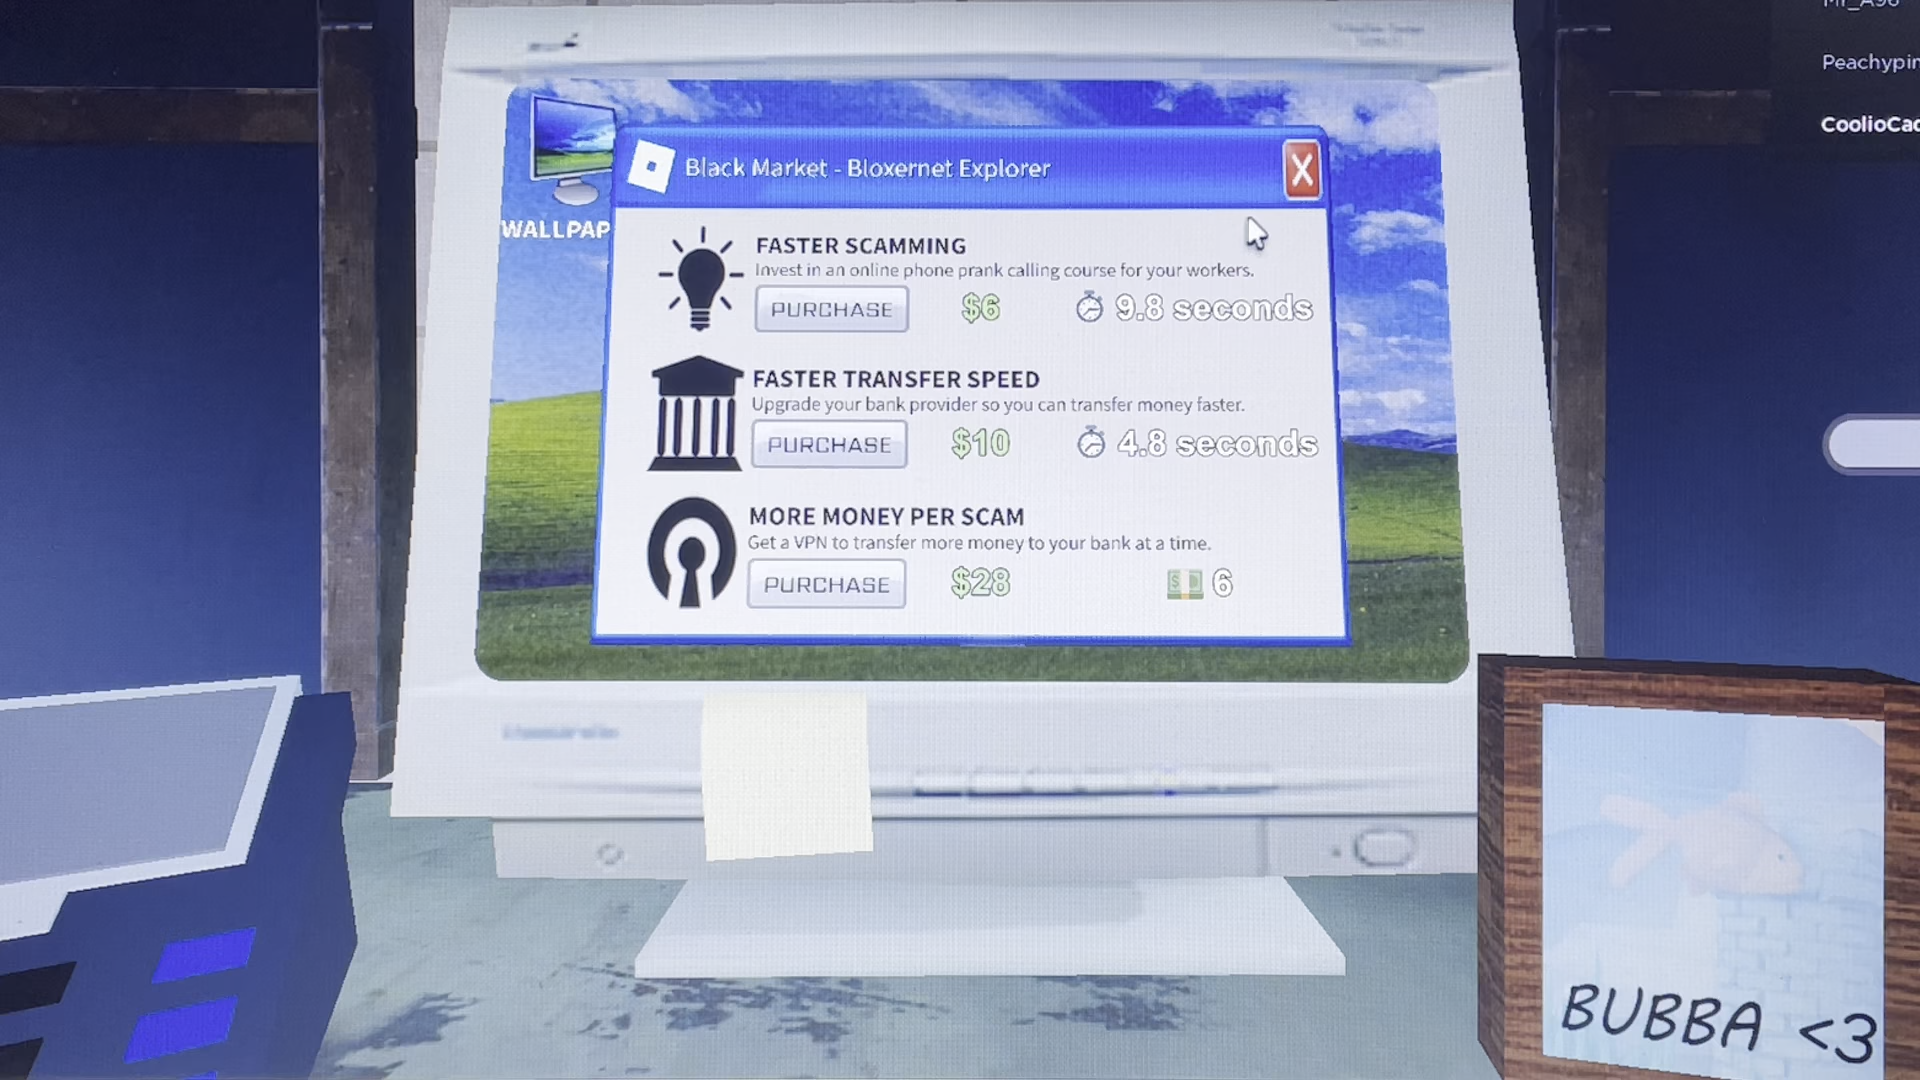 Peachypin
CoolioCad
Black Market - Bloxernet Explorer
X
WALLPAP
FASTER SCAMMING
Invest in an online phone prank calling course for your workers.
PURCHASE $6 9.8 seconds
FASTER TRANSFER SPEED
Upgrade your bank provider so you can transfer money faster.
PURCHASE $10 4.8 seconds
MORE MONEY PER SCAM
Get a VPN to transfer more money to your bank at a time.
PURCHASE $28 6
BUBBA <3